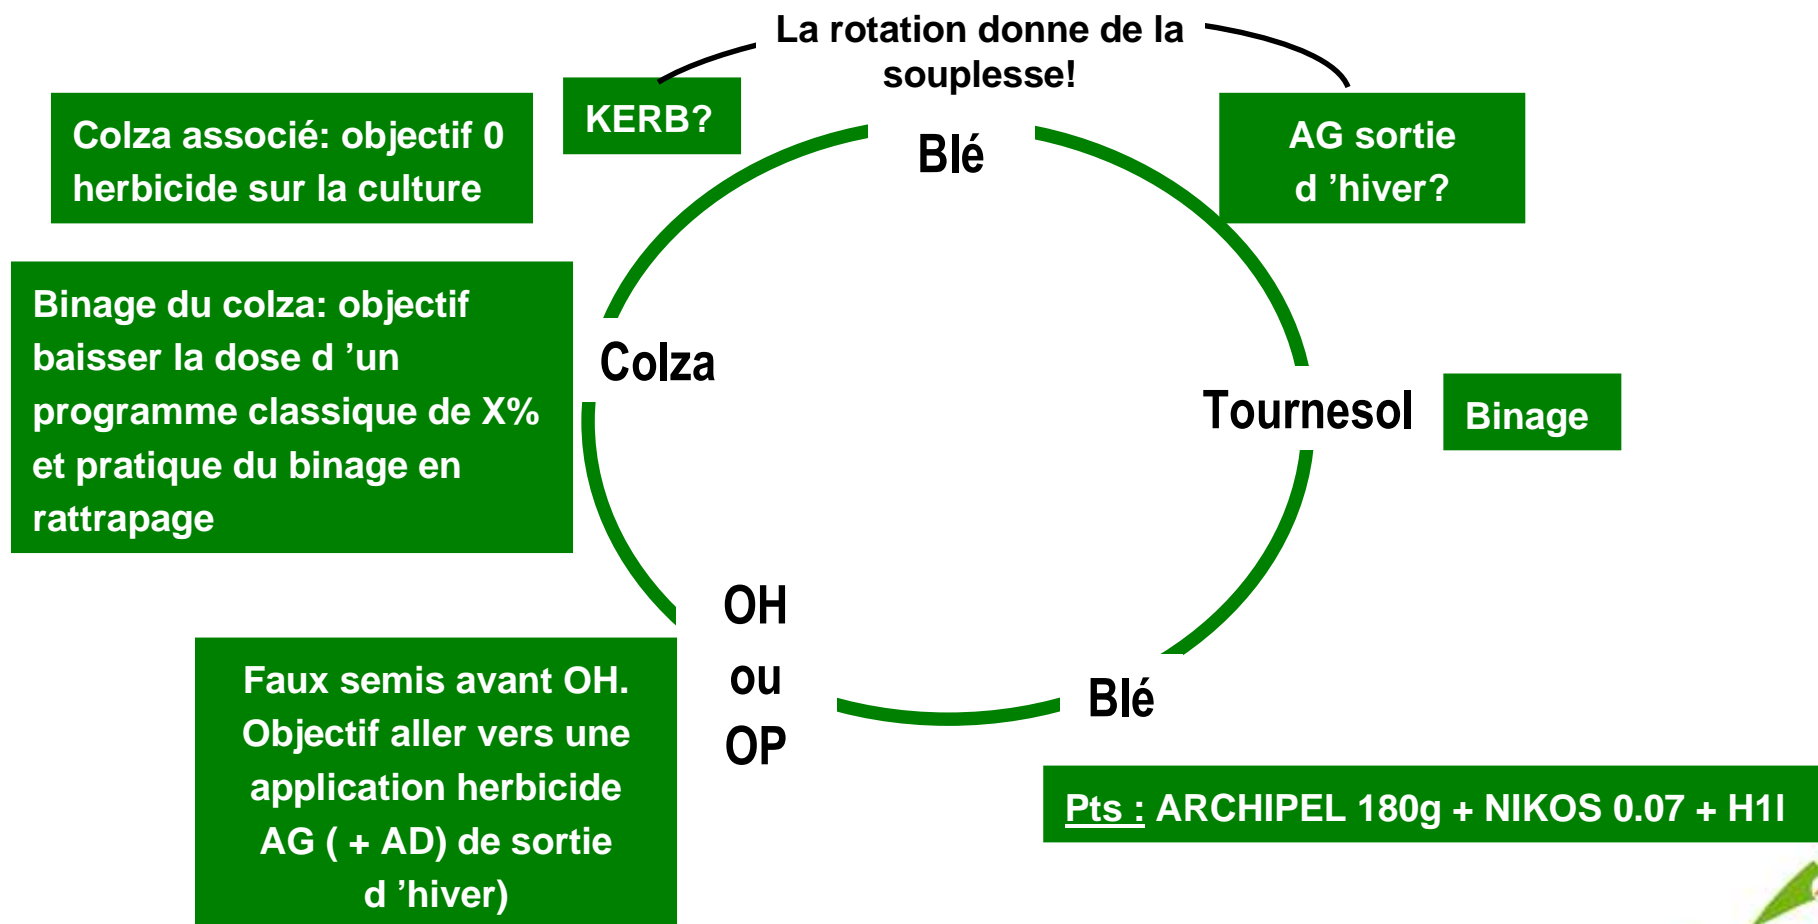 La rotation donne de la
souplesse!
KERB?
Colza associé: objectif 0
herbicide sur la culture
AG sortie
d ’hiver?
Blé
Binage du colza: objectif
baisser la dose d ’un
programme classique de X%
et pratique du binage en
rattrapage
Colza
Tournesol
Binage
OH
ou
OP
Blé
Faux semis avant OH.
Objectif aller vers une
application herbicide
AG ( + AD) de sortie
d ’hiver)
Pts : ARCHIPEL 180g + NIKOS 0.07 + H1l